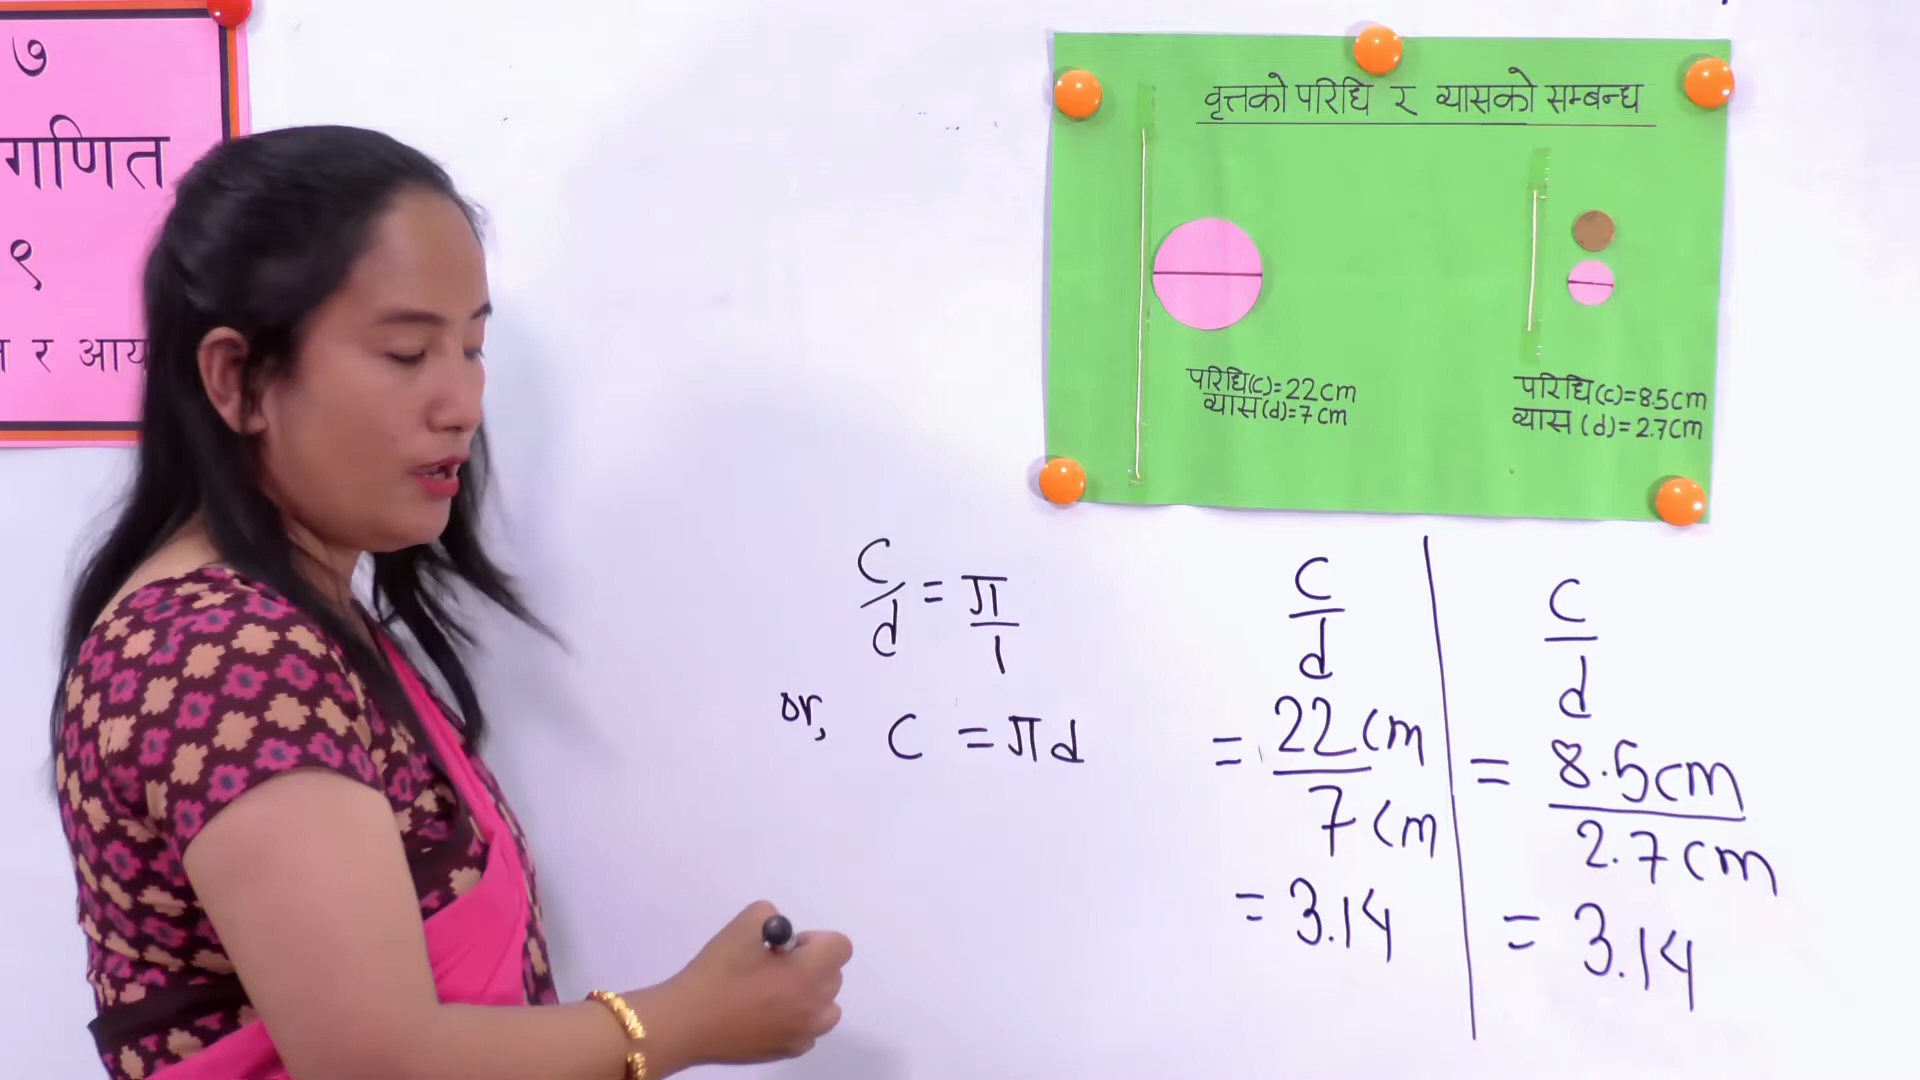 ७
गणित
९
र आय
वृत्तको परिधि र व्यासको सम्बन्ध
परिधि(c)=22cm
व्यास(d)=7cm
परिधि(c)=8.5cm
व्यास (d)=2.7cm
C/d = π/1
or, C = πd
C/d
= 22cm/7cm
= 3.14
C/d
= 8.5cm/2.7cm
= 3.14